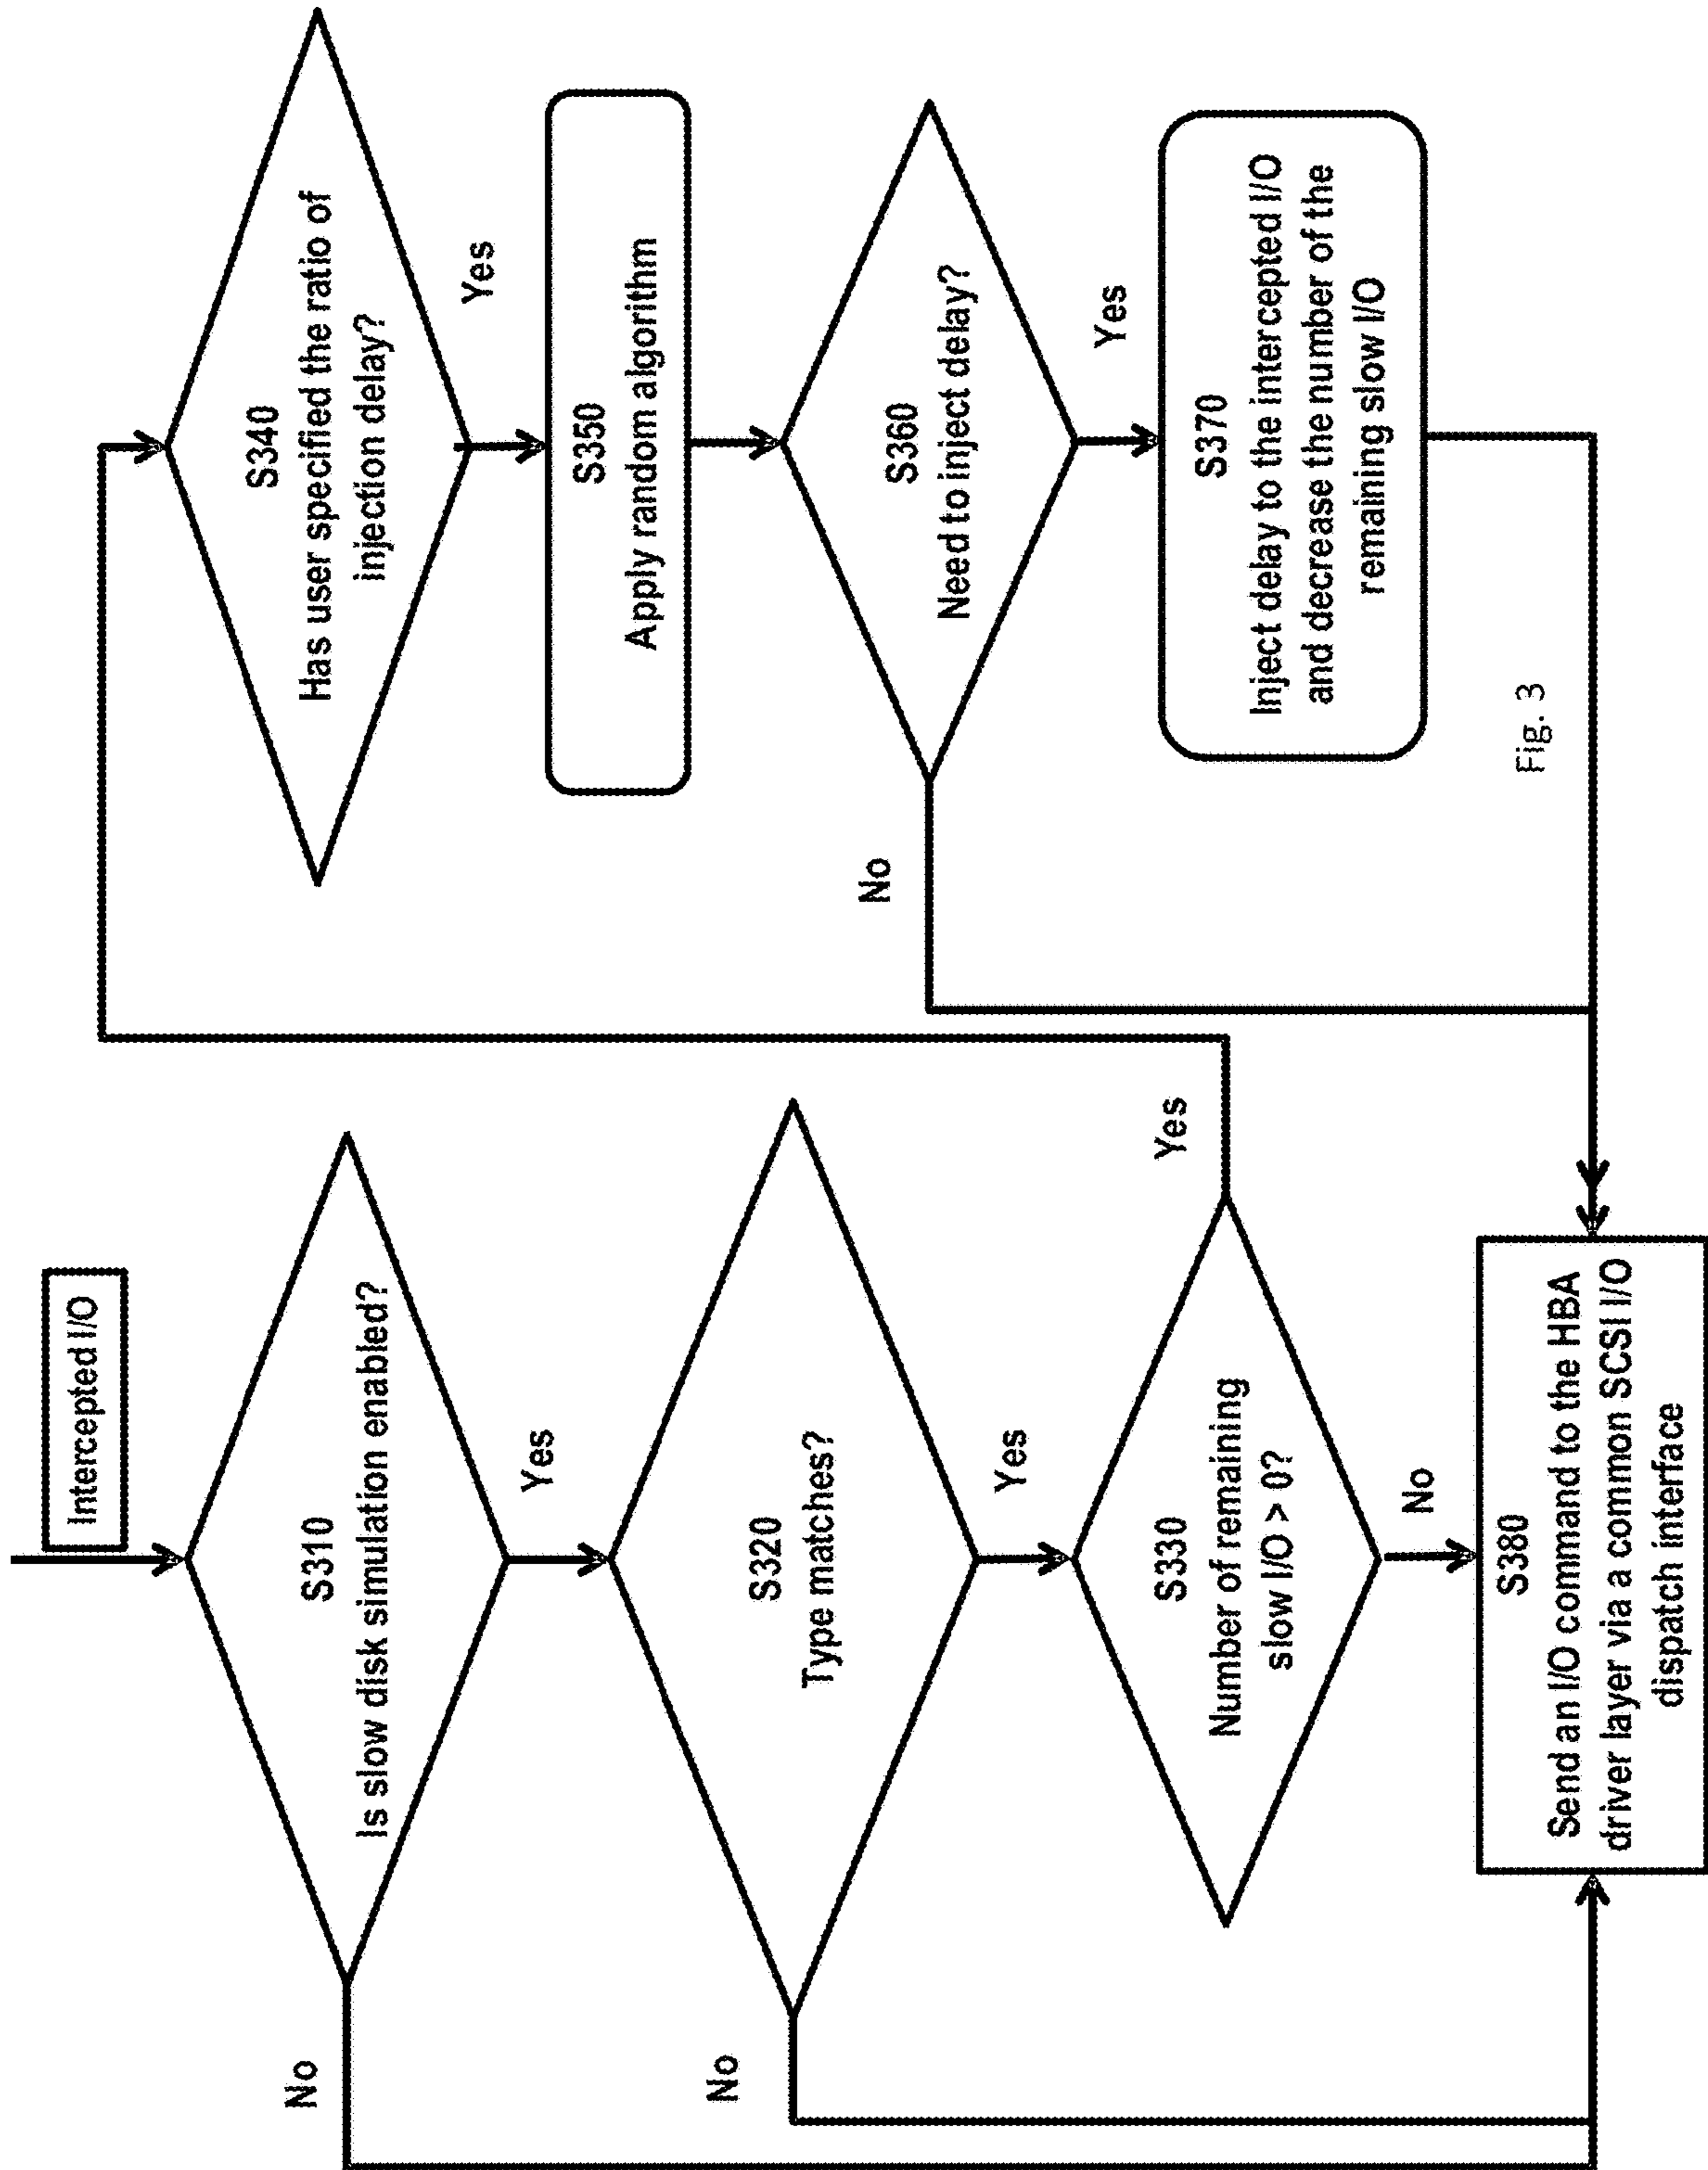 Intercepted I/O
S310
Is slow disk simulation enabled?
No
Yes
S320
Type matches?
No
Yes
S330
Number of remaining
slow I/O > 0?
Yes
No
S380
Send an I/O command to the HBA
driver layer via a common SCSI I/O
dispatch interface
S340
Has user specified the ratio of
injection delay?
Yes
S350
Apply random algorithm
S360
Need to inject delay?
No
Yes
S370
Inject delay to the intercepted I/O
and decrease the number of the
remaining slow I/O
Fig. 3